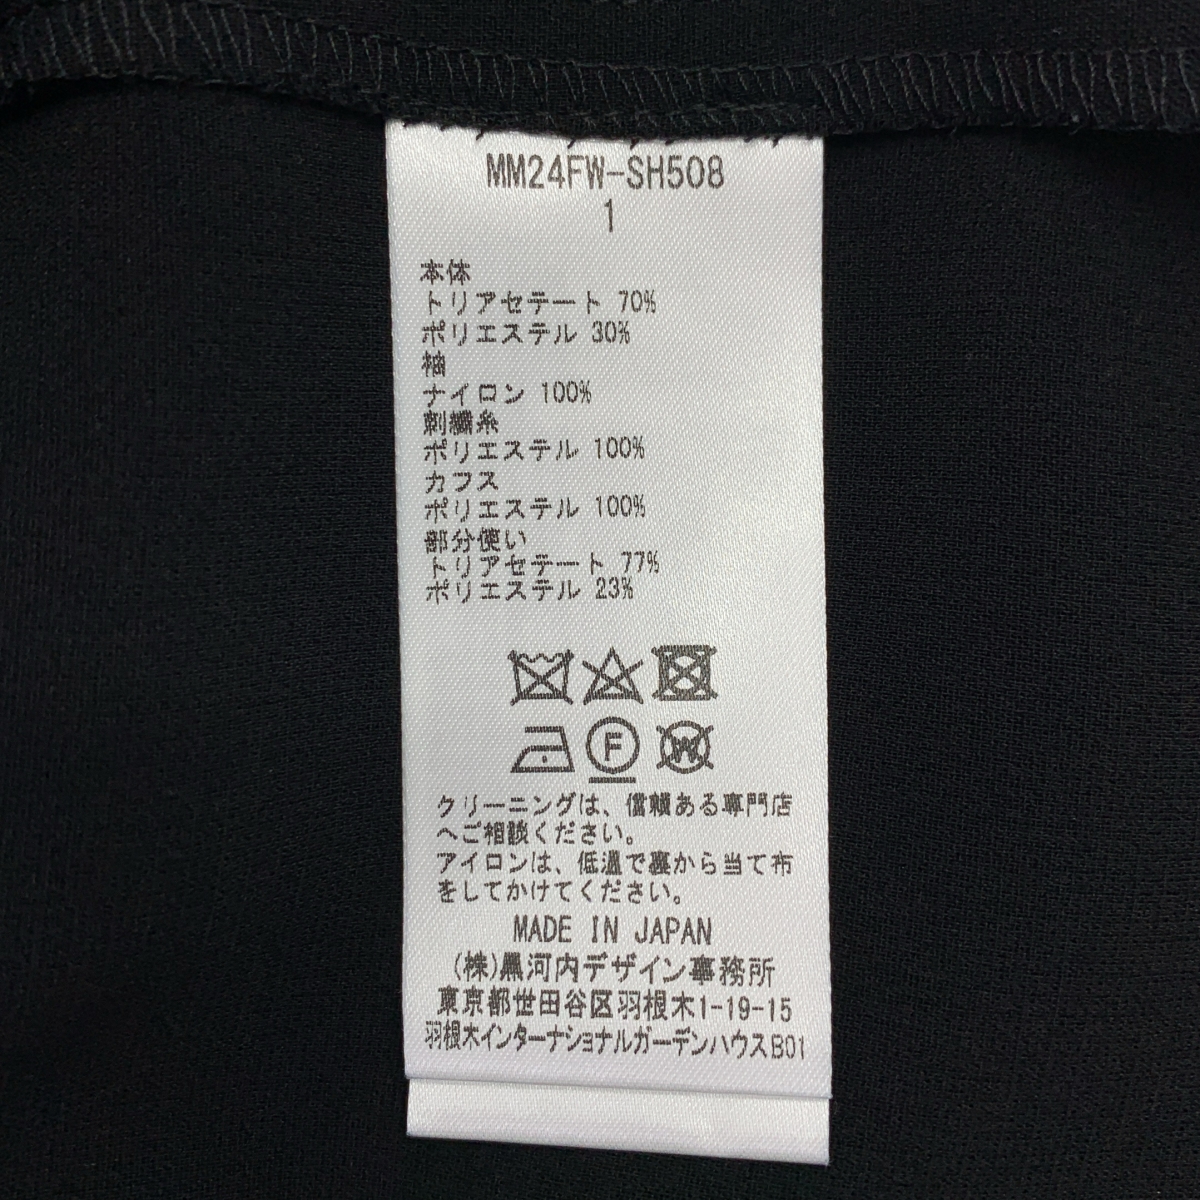 MM24FW-SH508
1
本体
トリアセテート 70%
ポリエステル 30%
袖
ナイロン 100%
刺繍糸
ポリエステル 100%
カフス
ポリエステル 100%
部分使い
トリアセテート 77%
ポリエステル 23%
F W
クリーニングは、信頼ある専門店
へご相談ください。
アイロンは、低温で裏から当て布
をしてかけてください。
MADE IN JAPAN
(株)黒河内デザイン事務所
東京都世田谷区羽根木1-19-15
羽根木インターナショナルガーデンハウスB01